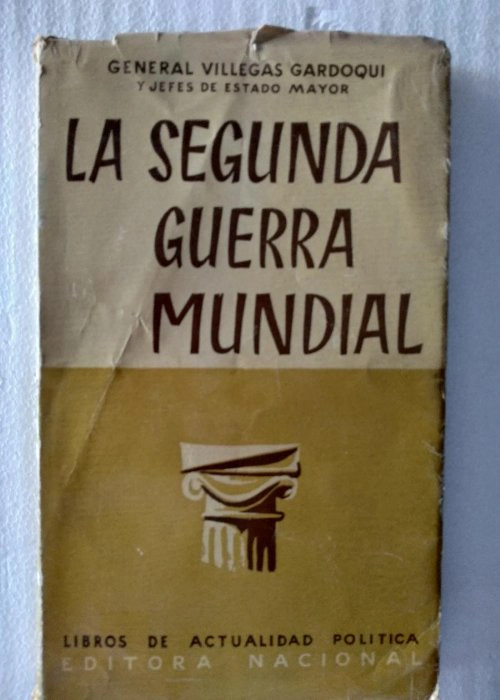 GENERAL VILLEGAS GARDOQUI
Y JEFES DE ESTADO MAYOR
LA SEGUNDA
GUERRA
MUNDIAL
LIBROS DE ACTUALIDAD POLITICA
EDITORA NACIONAL